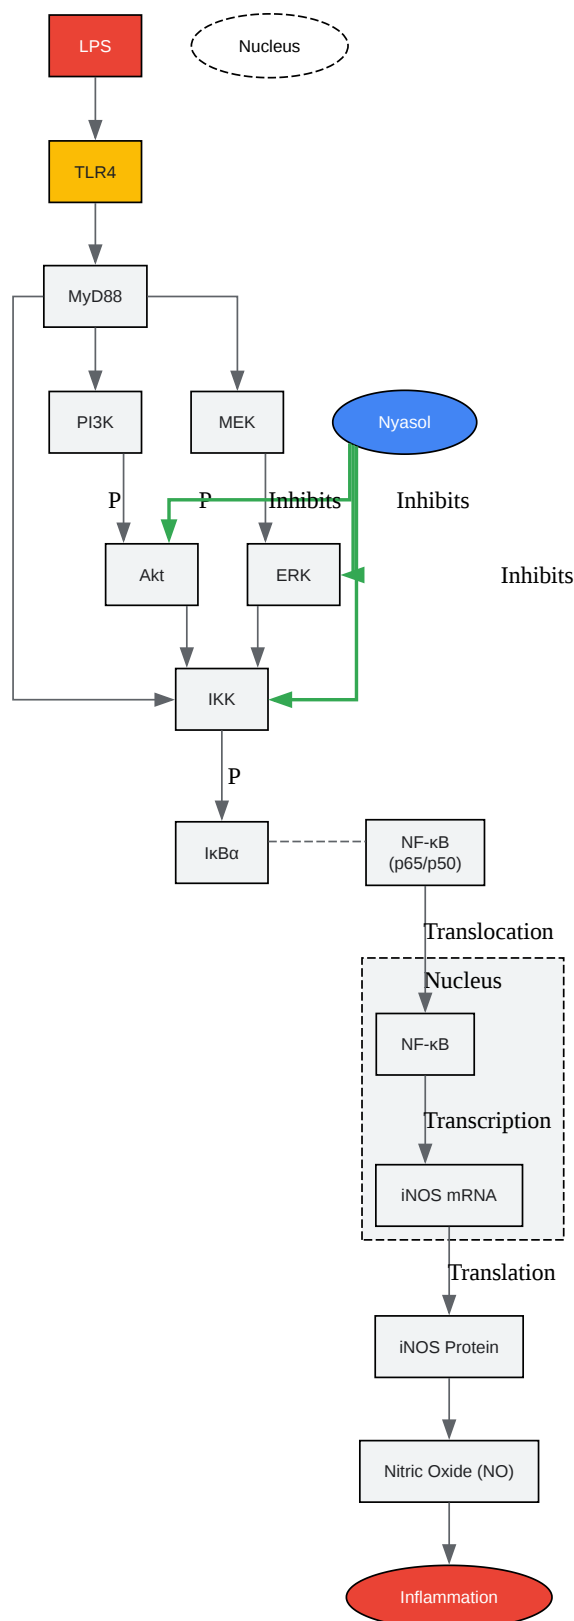 LPS
Nucleus
TLR4
MyD88
PI3K
MEK
Nyasol
P
P
Inhibits
Inhibits
Akt
ERK
Inhibits
IKK
P
IκBα
NF-κB
(p65/p50)
Translocation
Nucleus
NF-κB
Transcription
iNOS mRNA
Translation
iNOS Protein
Nitric Oxide (NO)
Inflammation